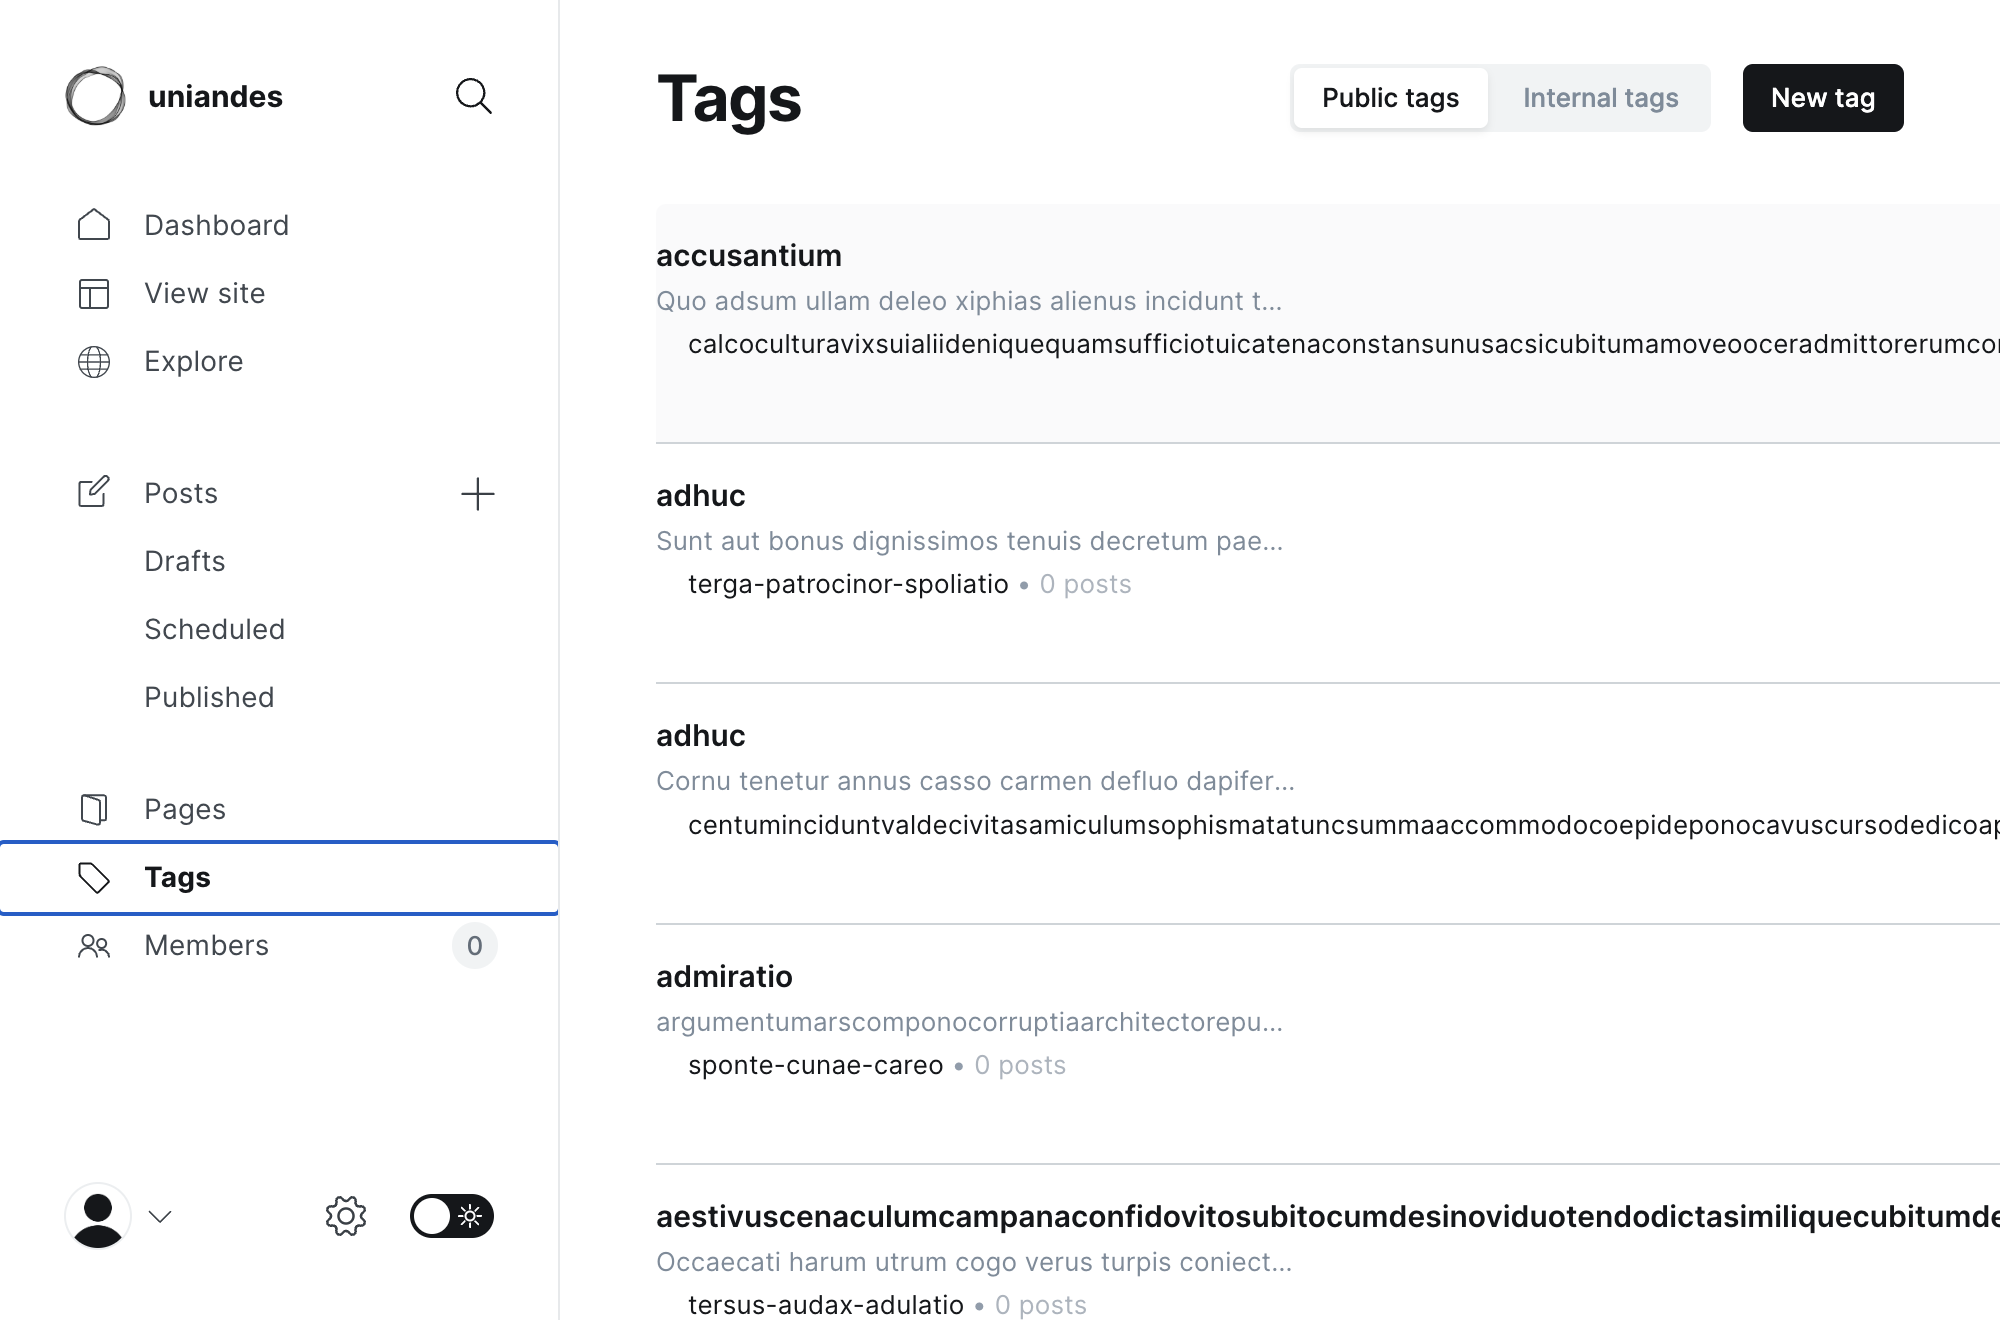 uniandes
Dashboard
View site
Explore
Posts
Drafts
Scheduled
Published
Pages
Tags
Members
0
Tags
Public tags
Internal tags
New tag
accusantium
Quo adsum ullam deleo xiphias alienus incidunt t...
calcoculturavixsuialiideniquequamsufficiotuicatenaconstansunusacsicubitumamoveooceradmittorerumcor
adhuc
Sunt aut bonus dignissimos tenuis decretum pae...
terga-patrocinor-spoliatio • 0 posts
adhuc
Cornu tenetur annus casso carmen defluo dapifer...
centuminciduntvaldecivitasamiculumsophismatatuncsummaaccommodocoepideponocavuscursodedicoap
admiratio
argumentumarscomponocorruptiaarchitectorepu...
sponte-cunae-careo • 0 posts
aestivuscenaculumcampanaconfidovitosubitocumdesinoviduotendodictasimiliquecubitumde
Occaecati harum utrum cogo verus turpis coniect...
tersus-audax-adulatio • 0 posts